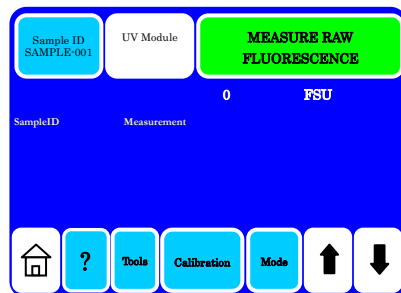 Sample ID
SAMPLE-001
UV Module
MEASURE RAW
FLUORESCENCE
0 FSU
SampleID Measurement
? Tools Calibration Mode